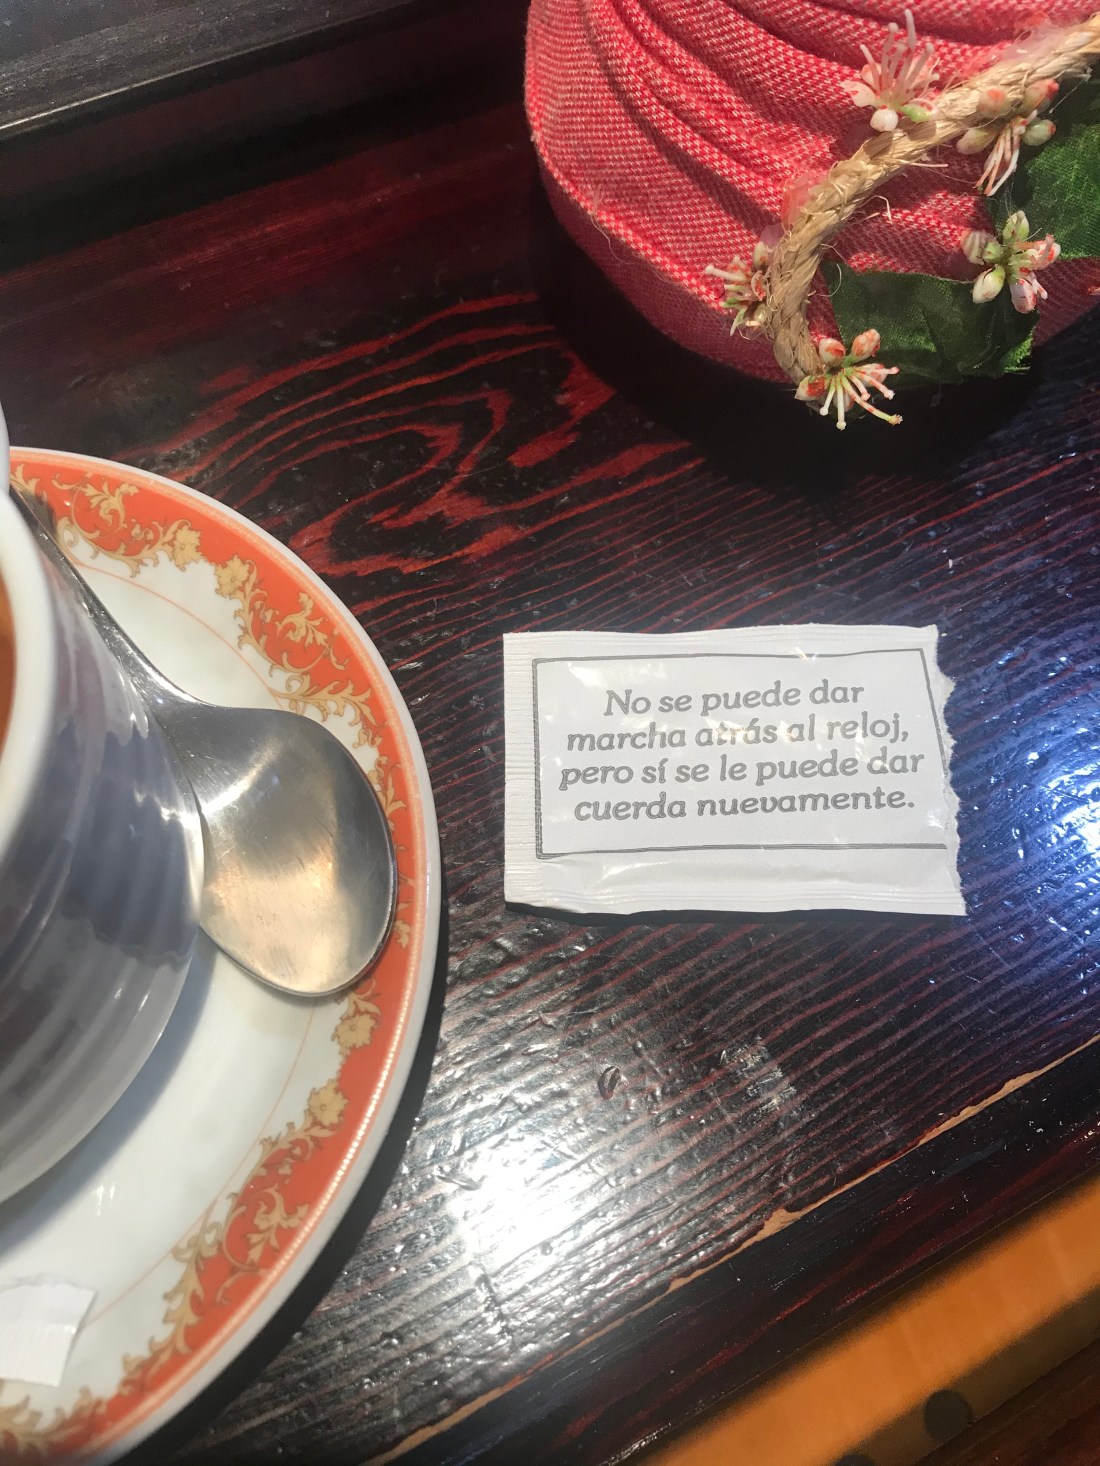 No se puede dar
marcha atrás al reloj,
pero sí se le puede dar
cuerda nuevamente.